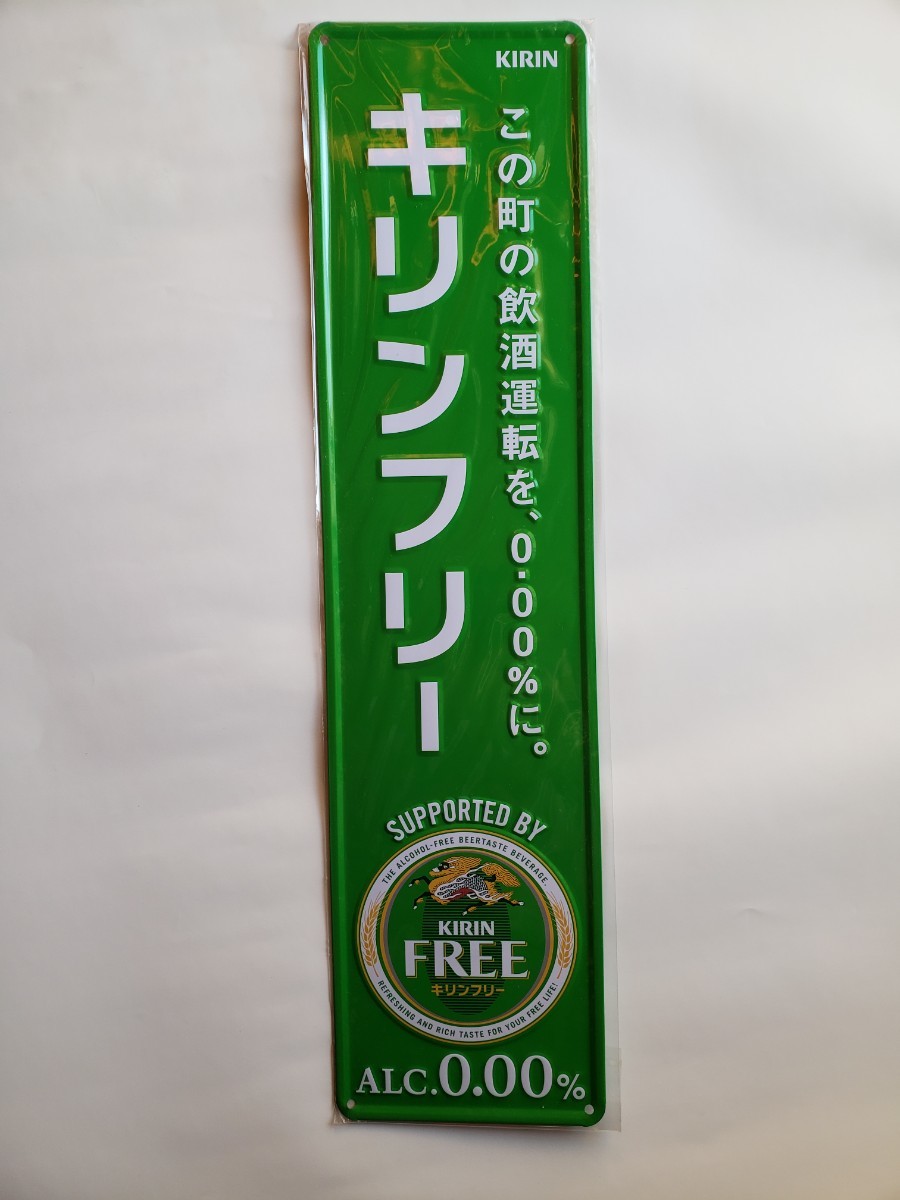 KIRIN
この町の飲酒運転を〝0.00%に。
キリンフリー
SUPPORTED BY
THE ALCOHOL-FREE BEERTASTE BEVERAGE.
KIRIN
FREE
キリンフリー
REFRESHING AND RICH TASTE FOR YOUR FREE LIFE!
ALC.0.00%